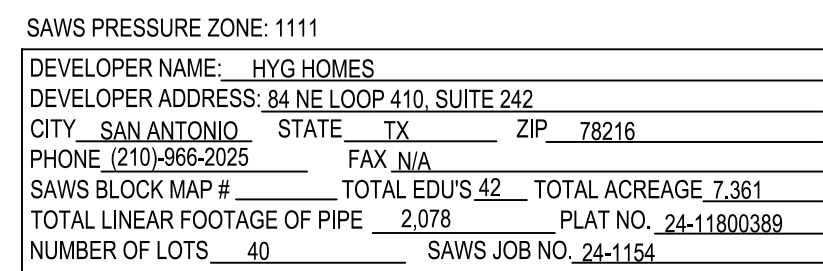 SAWS PRESSURE ZONE: 1111
DEVELOPER NAME: HYG HOMES
DEVELOPER ADDRESS: 84 NE LOOP 410, SUITE 242
CITY SAN ANTONIO STATE TX ZIP 78216
PHONE (210)-966-2025 FAX N/A
SAWS BLOCK MAP # TOTAL EDU'S 42 TOTAL ACREAGE 7.361
TOTAL LINEAR FOOTAGE OF PIPE 2,078 PLAT NO. 24-11800389
NUMBER OF LOTS 40 SAWS JOB NO. 24-1154